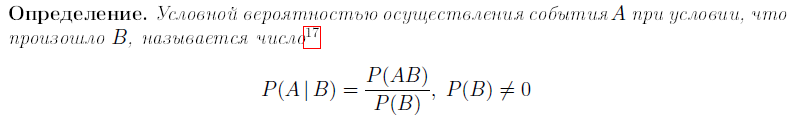 Определение. Условной вероятностью осуществления события A при условии, что
произошло B, называется число17
P(A | B) = P(AB)/P(B), P(B) ≠ 0